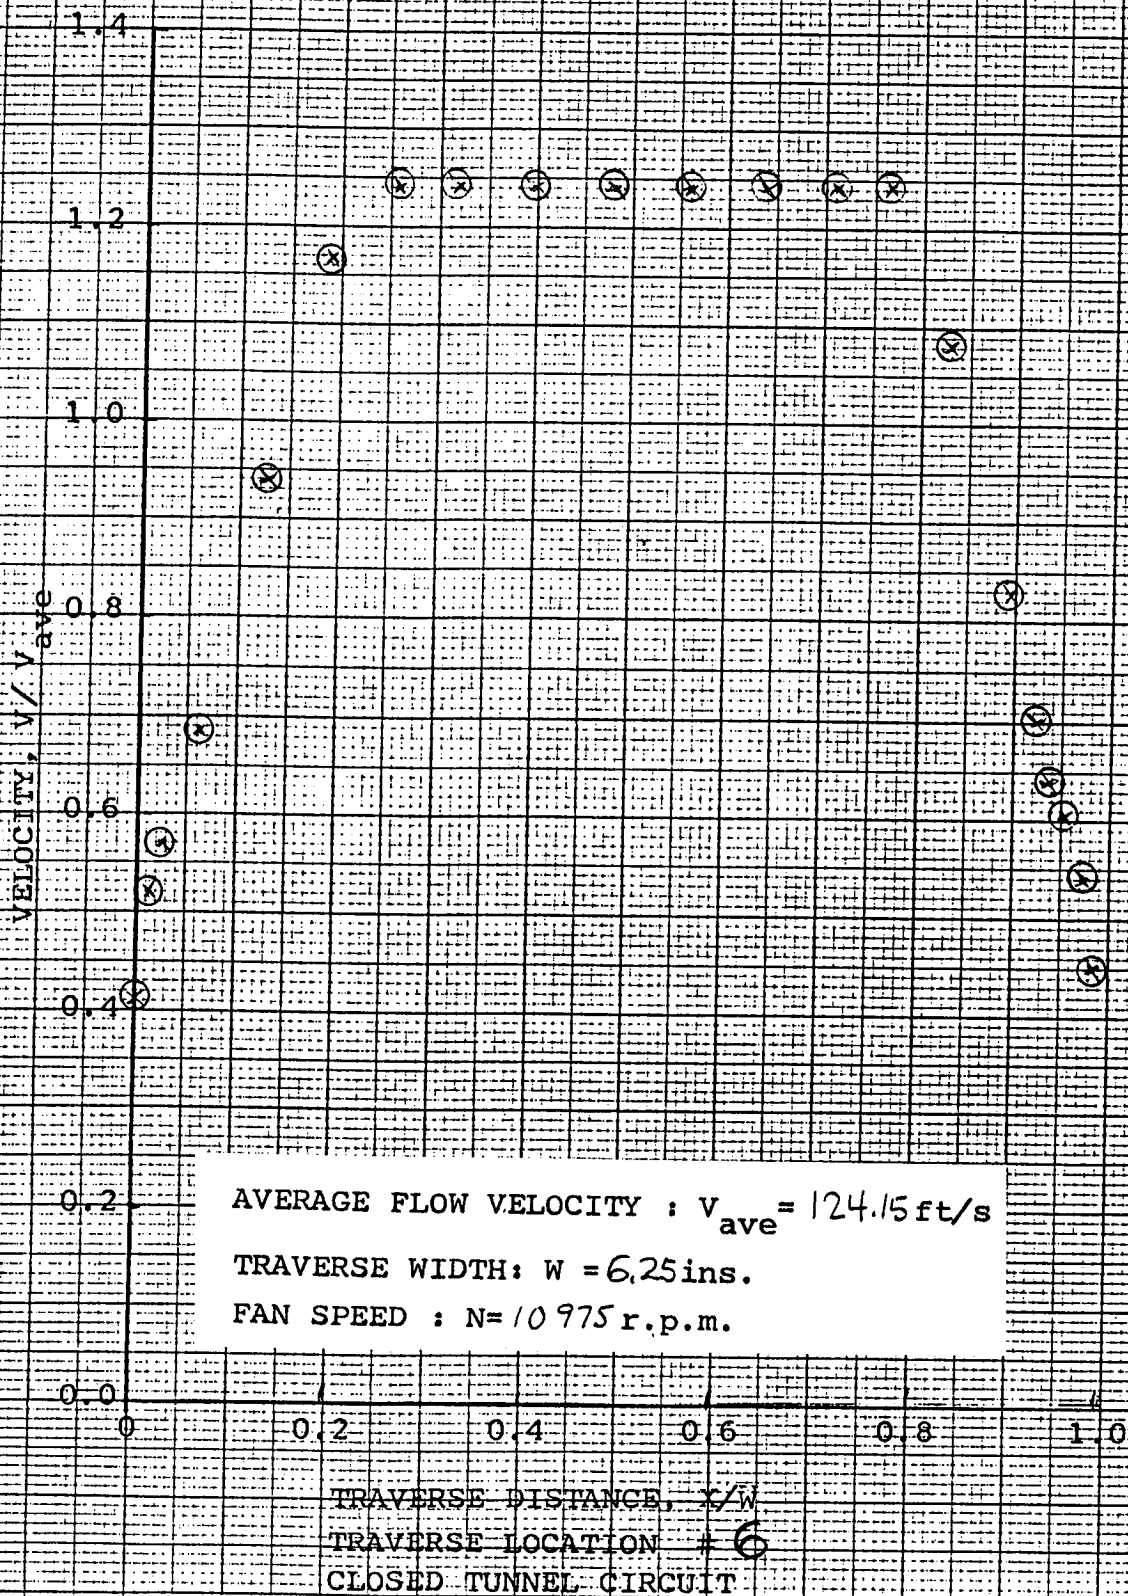 1.4
1.2
1.0
0.8
0.6
0.4
0.2
0.0
VELOCITY, V/ V ave
AVERAGE FLOW VELOCITY : V ave = 124.15 ft/s
TRAVERSE WIDTH: W = 6.25 ins.
FAN SPEED : N= 10975 r.p.m.
0 0.2 0.4 0.6 0.8 1.0
TRAVERSE DISTANCE, X/W
TRAVERSE LOCATION # 6
CLOSED TUNNEL CIRCUIT